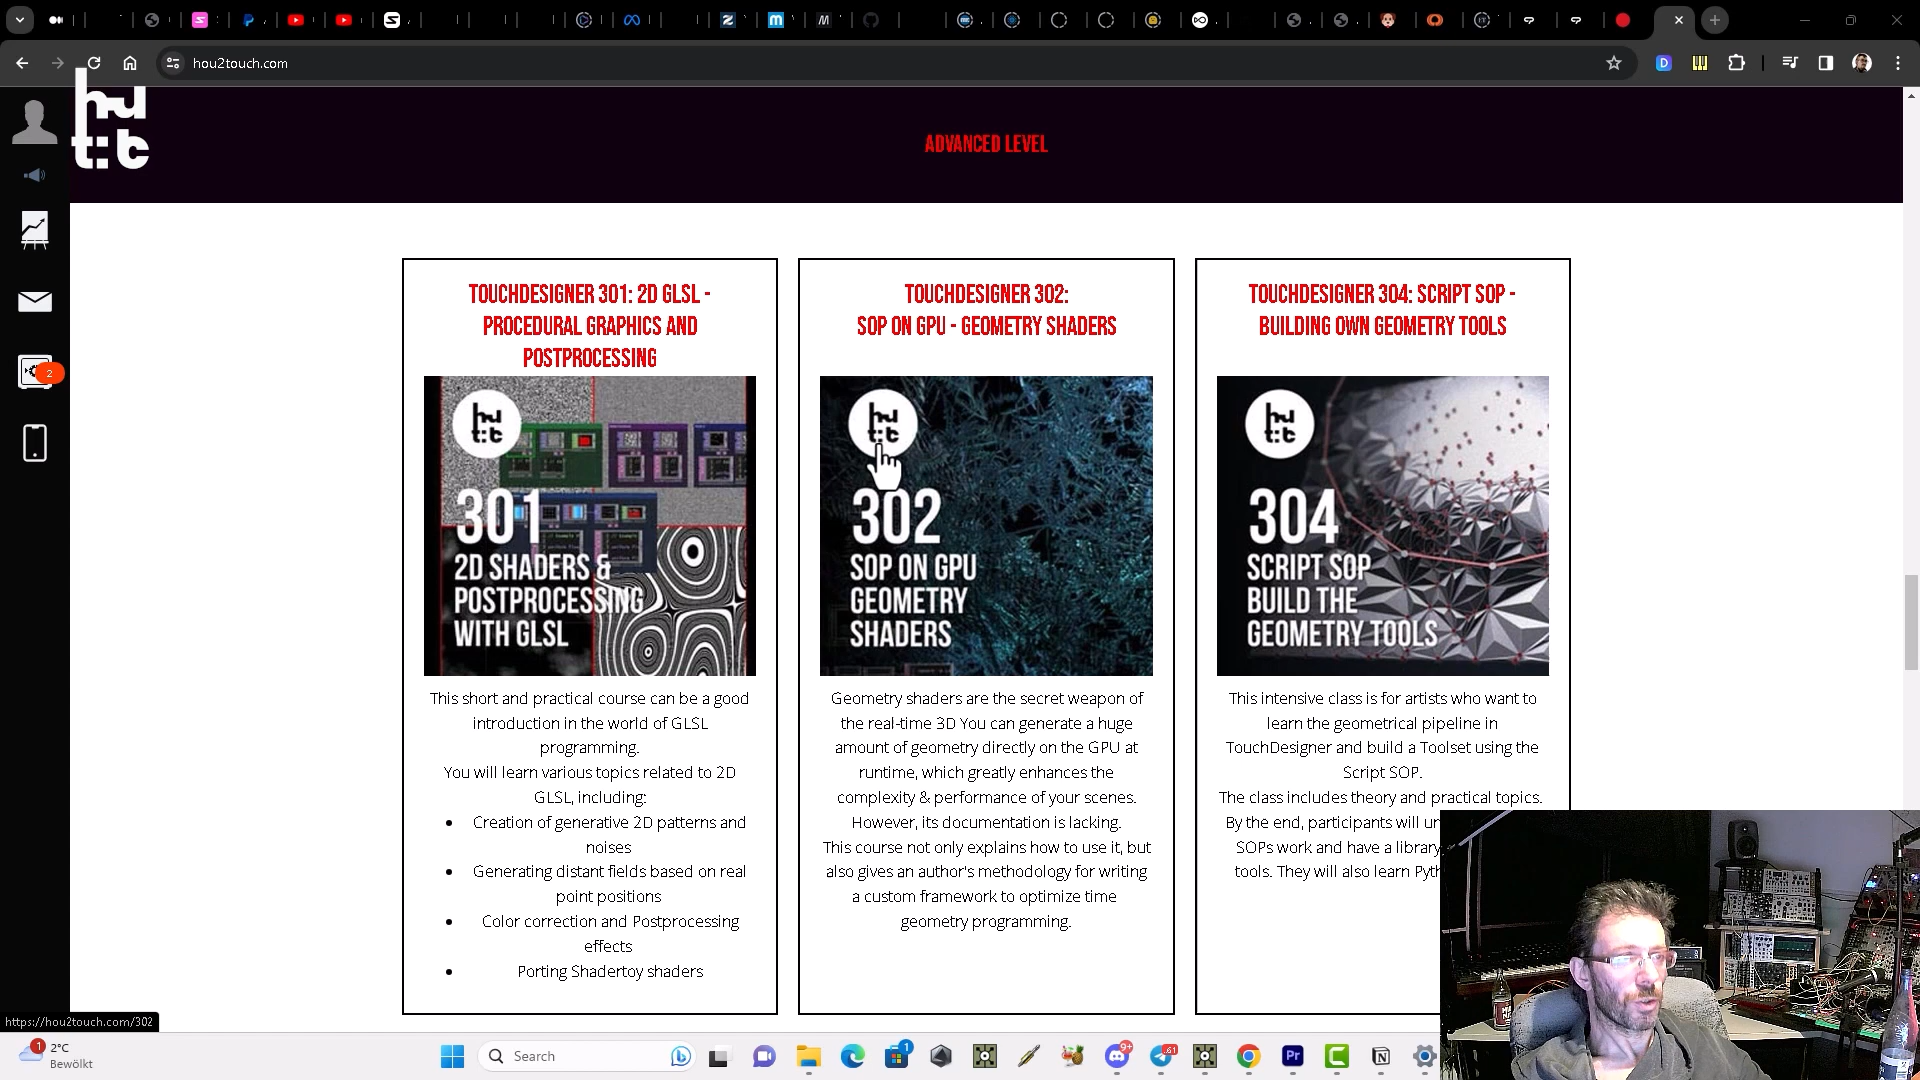 hou2touch.com
hu
t::c
ADVANCED LEVEL
2
TOUCHDESIGNER 301: 2D GLSL -
PROCEDURAL GRAPHICS AND
POSTPROCESSING
hu
t::c
301
2D SHADERS &
POSTPROCESSING
WITH GLSL
This short and practical course can be a good
introduction in the world of GLSL
programming.
You will learn various topics related to 2D
GLSL, including:
• Creation of generative 2D patterns and
noises
• Generating distant fields based on real
point positions
• Color correction and Postprocessing
effects
• Porting Shadertoy shaders
TOUCHDESIGNER 302:
SOP ON GPU - GEOMETRY SHADERS
hu
t::c
302
SOP ON GPU
GEOMETRY
SHADERS
Geometry shaders are the secret weapon of
the real-time 3D You can generate a huge
amount of geometry directly on the GPU at
runtime, which greatly enhances the
complexity & performance of your scenes.
However, its documentation is lacking.
This course not only explains how to use it, but
also gives an author's methodology for writing
a custom framework to optimize time
geometry programming.
TOUCHDESIGNER 304: SCRIPT SOP -
BUILDING OWN GEOMETRY TOOLS
hu
t::c
304
SCRIPT SOP
BUILD THE
GEOMETRY TOOLS
This intensive class is for artists who want to
learn the geometrical pipeline in
TouchDesigner and build a Toolset using the
Script SOP.
The class includes theory and practical topics.
By the end, participants will
SOPs work and have a library
tools. They will also learn
https://hou2touch.com/302
1
2°C
Bewölkt
Search
1
9+
61
Pr